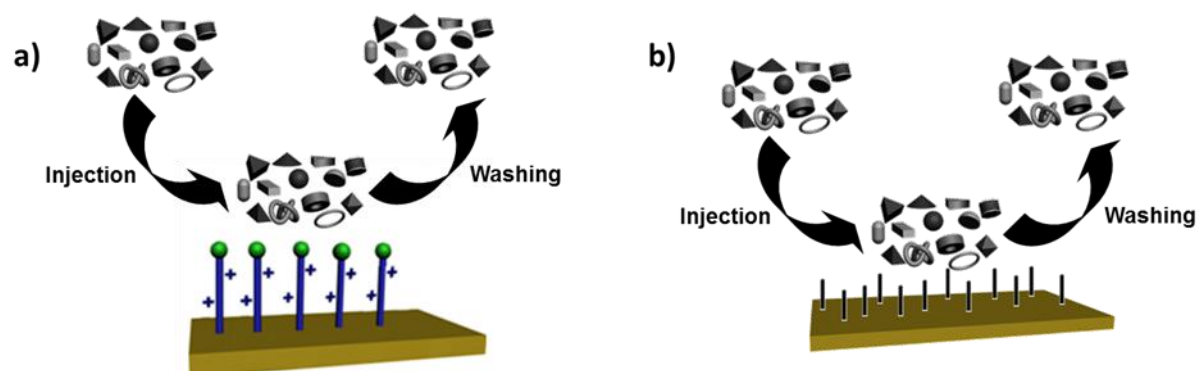 a)
Injection
Washing
+ +
+ +
+ +
+ +
+ +
b)
Injection
Washing